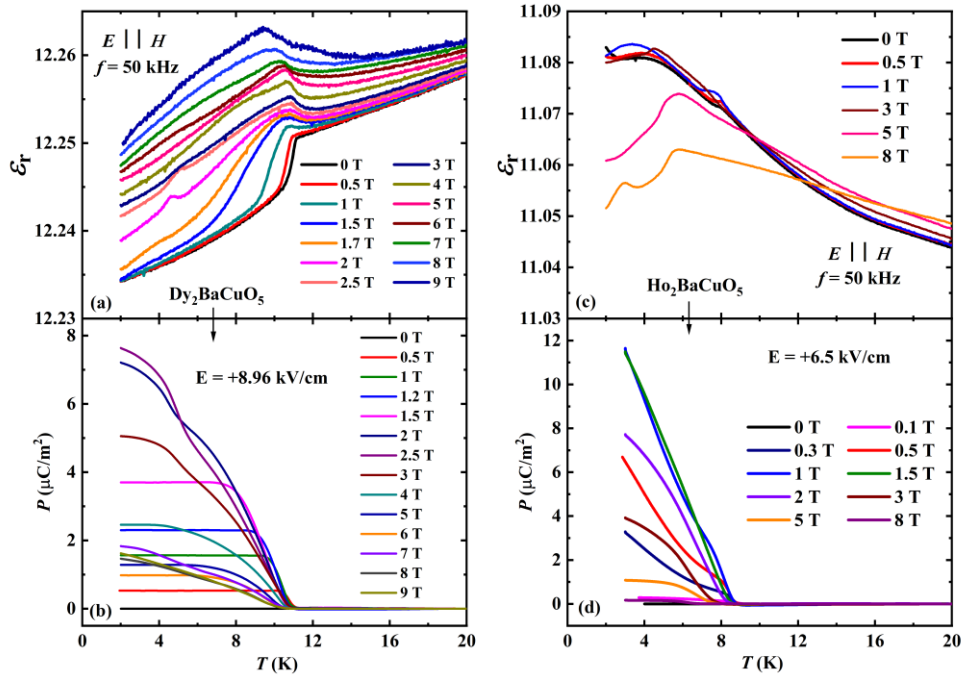 12.26
12.25
12.24
12.23
εr
E || H
f = 50 kHz
0 T
0.5 T
1 T
1.5 T
1.7 T
2 T
2.5 T
3 T
4 T
5 T
6 T
7 T
8 T
9 T
(a)
Dy2BaCuO5
11.09
11.08
11.07
11.06
11.05
11.04
11.03
εr
0 T
0.5 T
1 T
3 T
5 T
8 T
E || H
f = 50 kHz
(c)
Ho2BaCuO5
8
6
4
2
0
P (μC/m2)
E = +8.96 kV/cm
0 T
0.5 T
1 T
1.2 T
1.5 T
2 T
2.5 T
3 T
4 T
5 T
6 T
7 T
8 T
9 T
(b)
0 4 8 12 16 20
T (K)
12
10
8
6
4
2
0
P (μC/m2)
E = +6.5 kV/cm
0 T
0.3 T
1 T
2 T
5 T
0.1 T
0.5 T
1.5 T
3 T
8 T
(d)
0 4 8 12 16 20
T (K)